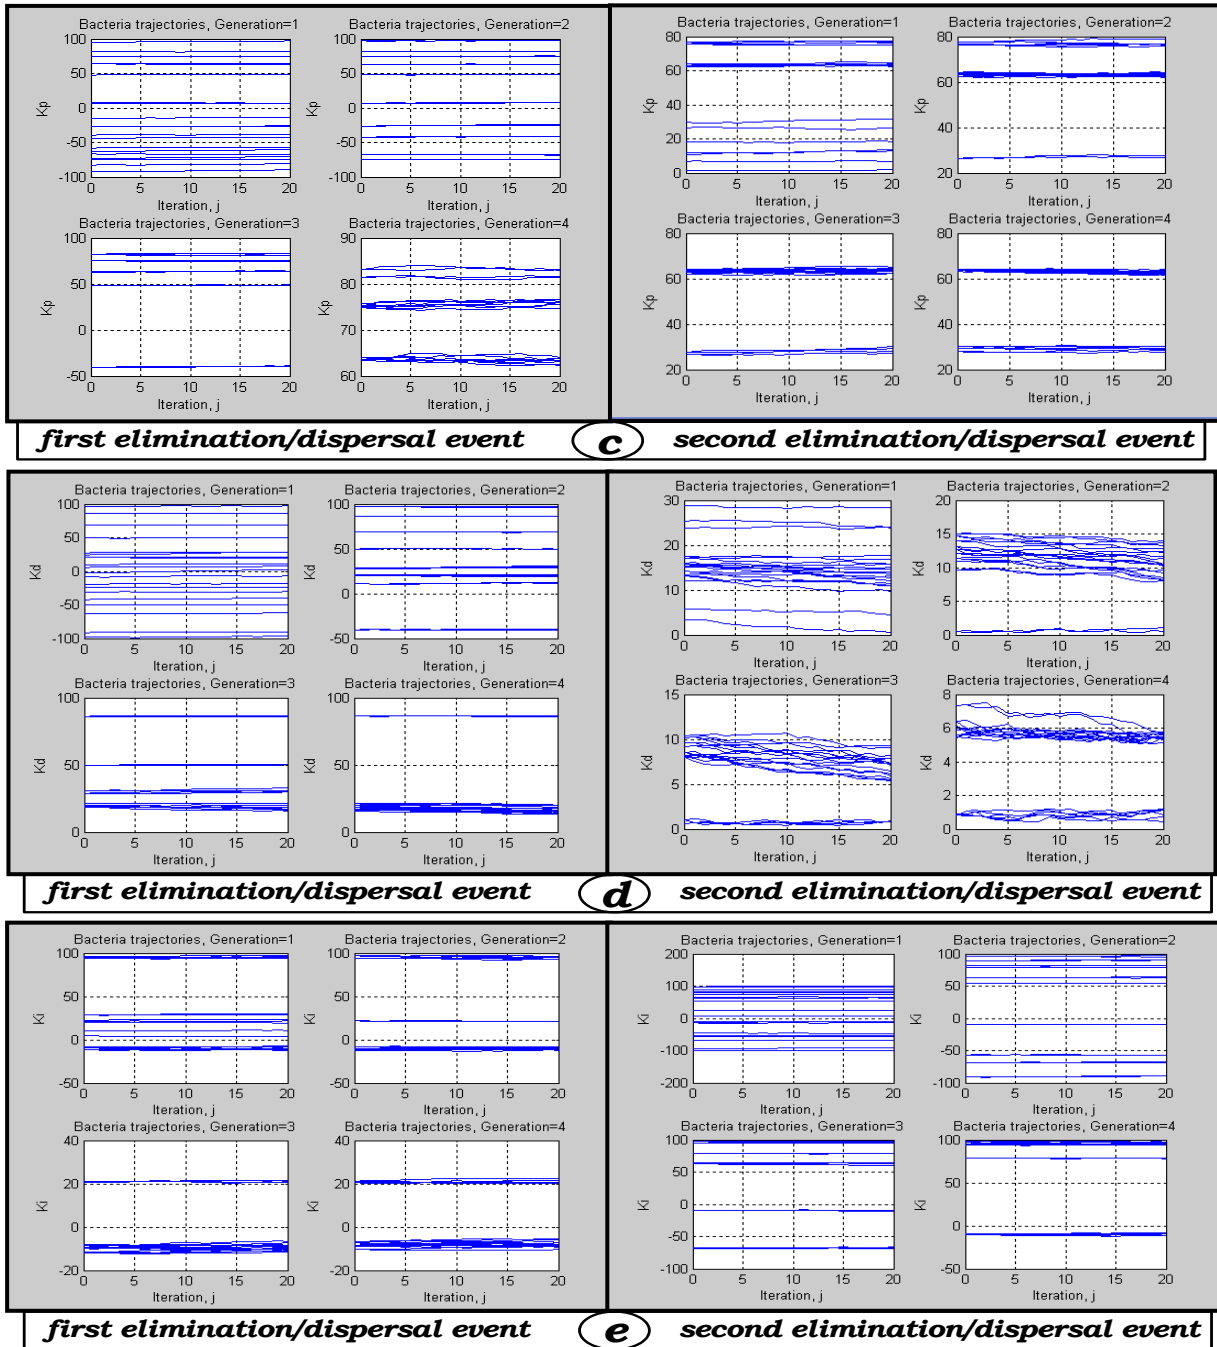 Bacteria trajectories, Generation=1
100
50
0
-50
-100
Kp
0 5 10 15 20
Iteration, j
Bacteria trajectories, Generation=2
100
50
0
-50
-100
Kp
0 5 10 15 20
Iteration, j
Bacteria trajectories, Generation=3
100
50
0
-50
Kp
0 5 10 15 20
Iteration, j
Bacteria trajectories, Generation=4
90
80
70
60
Kp
0 5 10 15 20
Iteration, j
Bacteria trajectories, Generation=1
80
60
40
20
0
Kp
0 5 10 15 20
Iteration, j
Bacteria trajectories, Generation=2
80
60
40
20
Kp
0 5 10 15 20
Iteration, j
Bacteria trajectories, Generation=3
80
60
40
20
Kp
0 5 10 15 20
Iteration, j
Bacteria trajectories, Generation=4
80
60
40
20
Kp
0 5 10 15 20
Iteration, j
first elimination/dispersal event c second elimination/dispersal event
Bacteria trajectories, Generation=1
100
50
0
-50
-100
Kd
0 5 10 15 20
Iteration, j
Bacteria trajectories, Generation=2
100
50
0
-50
Kd
0 5 10 15 20
Iteration, j
Bacteria trajectories, Generation=3
100
50
0
Kd
0 5 10 15 20
Iteration, j
Bacteria trajectories, Generation=4
100
50
0
Kd
0 5 10 15 20
Iteration, j
Bacteria trajectories, Generation=1
30
20
10
0
Kd
0 5 10 15 20
Iteration, j
Bacteria trajectories, Generation=2
20
15
10
5
0
Kd
0 5 10 15 20
Iteration, j
Bacteria trajectories, Generation=3
15
10
5
0
Kd
0 5 10 15 20
Iteration, j
Bacteria trajectories, Generation=4
8
6
4
2
0
Kd
0 5 10 15 20
Iteration, j
first elimination/dispersal event d second elimination/dispersal event
Bacteria trajectories, Generation=1
100
50
0
-50
Ki
0 5 10 15 20
Iteration, j
Bacteria trajectories, Generation=2
100
50
0
-50
Ki
0 5 10 15 20
Iteration, j
Bacteria trajectories, Generation=3
40
20
0
-20
Ki
0 5 10 15 20
Iteration, j
Bacteria trajectories, Generation=4
40
20
0
-20
Ki
0 5 10 15 20
Iteration, j
Bacteria trajectories, Generation=1
200
100
0
-100
-200
Ki
0 5 10 15 20
Iteration, j
Bacteria trajectories, Generation=2
100
50
0
-50
-100
Ki
0 5 10 15 20
Iteration, j
Bacteria trajectories, Generation=3
100
50
0
-50
-100
Ki
0 5 10 15 20
Iteration, j
Bacteria trajectories, Generation=4
100
50
0
-50
Ki
0 5 10 15 20
Iteration, j
first elimination/dispersal event e second elimination/dispersal event